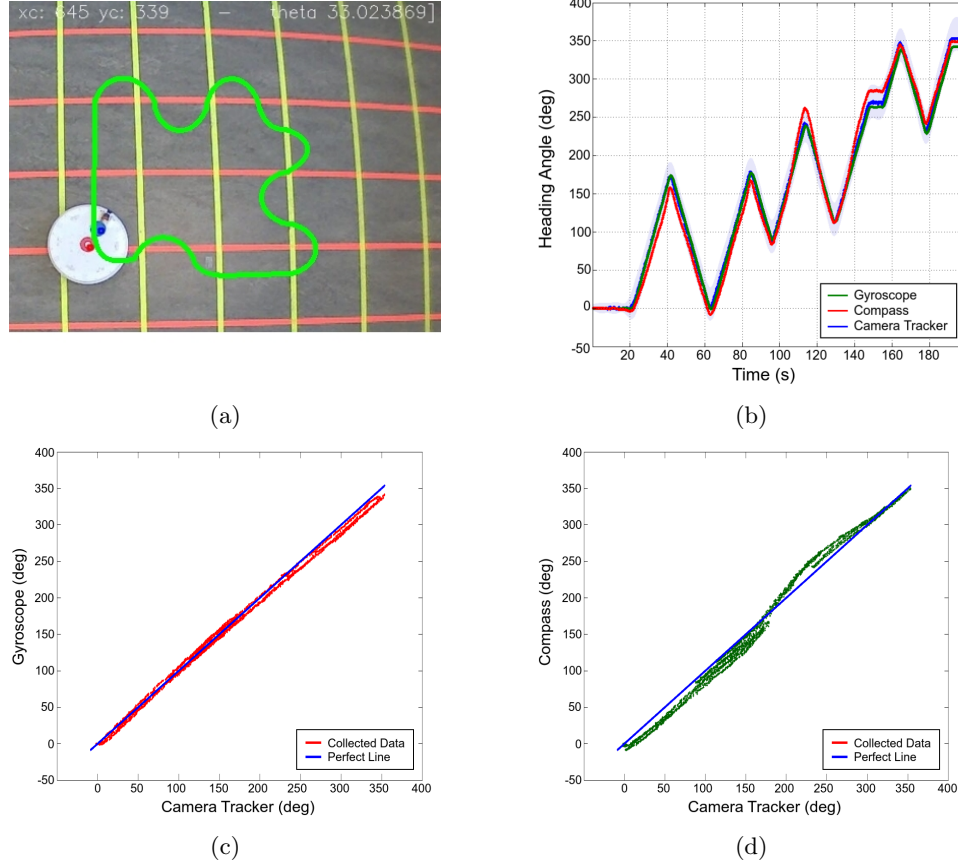 xc: 645 yc: 339 — theta 33.023869]
(a)
400
350
300
250
200
150
100
50
0
-50
Heading Angle (deg)
20 40 60 80 100 120 140 160 180
Time (s)
Gyroscope
Compass
Camera Tracker
(b)
400
350
300
250
200
150
100
50
0
-50
Gyroscope (deg)
0 50 100 150 200 250 300 350 400
Camera Tracker (deg)
Collected Data
Perfect Line
(c)
400
350
300
250
200
150
100
50
0
-50
Compass (deg)
0 50 100 150 200 250 300 350 400
Camera Tracker (deg)
Collected Data
Perfect Line
(d)